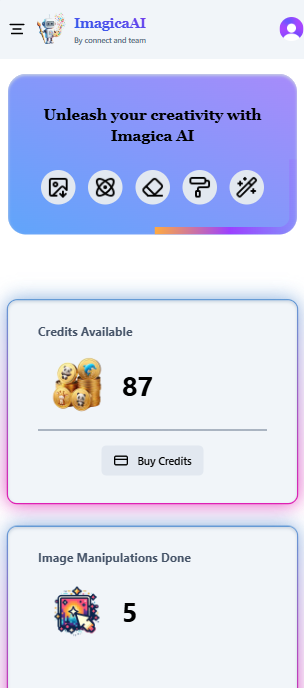 ImagicaAI
By connect and team
Unleash your creativity with
Imagica AI
Credits Available
87
Buy Credits
Image Manipulations Done
5